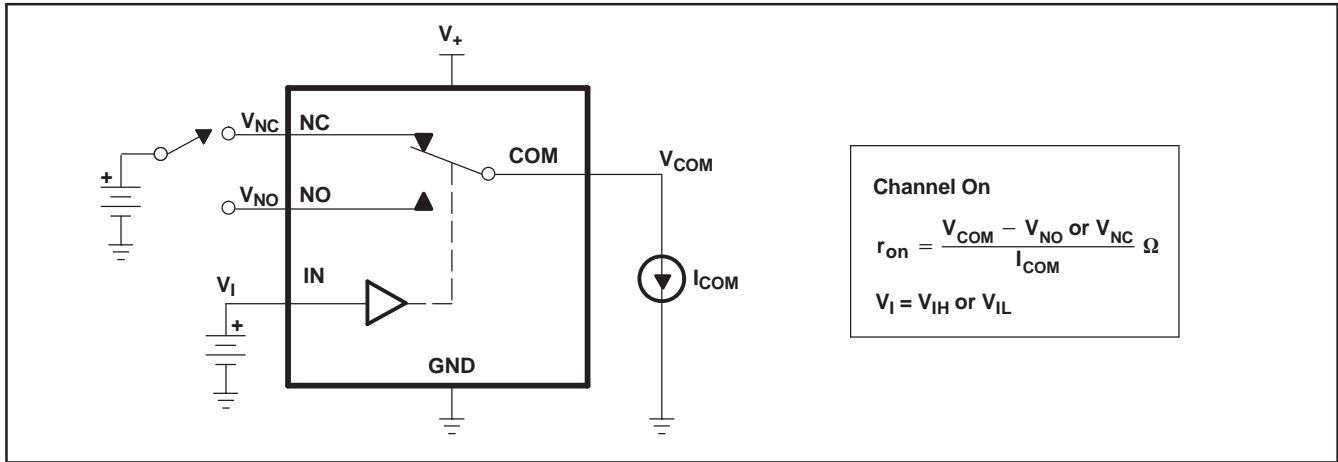 V+
VNC NC
COM
VCOM
VNO NO
+
IN
VI
+
GND
ICOM
Channel On
ron = VCOM − VNO or VNC / ICOM Ω
VI = VIH or VIL